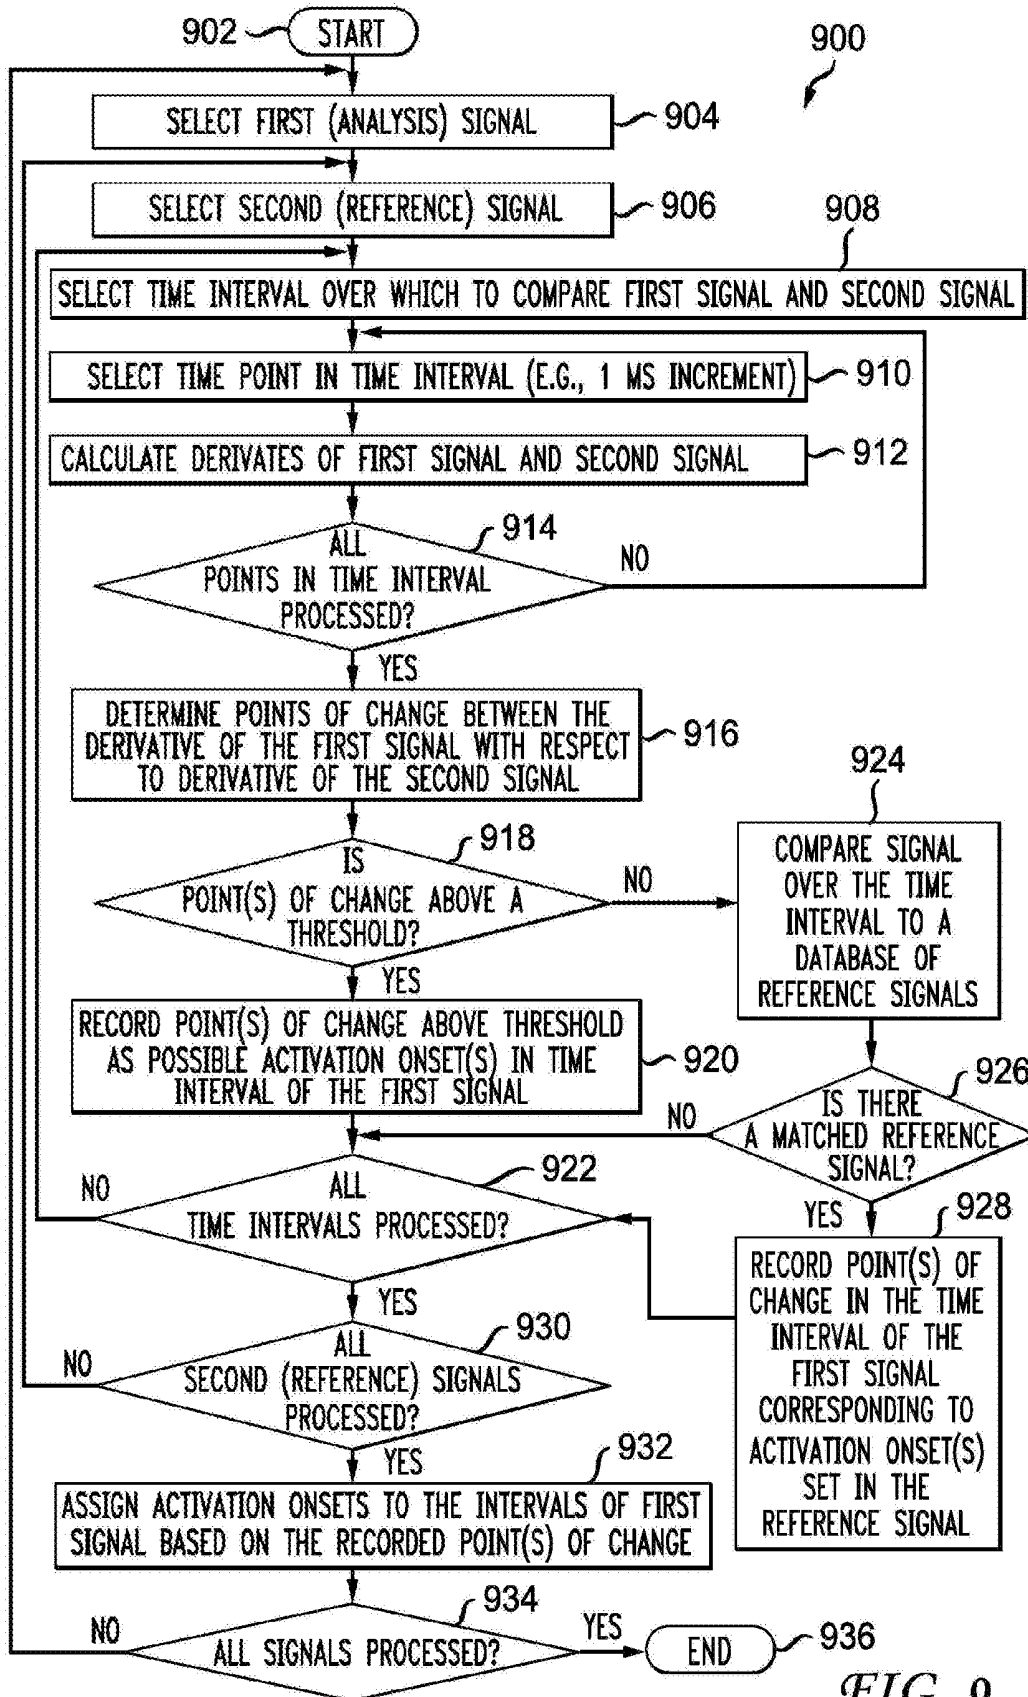 902
START
900
SELECT FIRST (ANALYSIS) SIGNAL
904
SELECT SECOND (REFERENCE) SIGNAL
906
908
SELECT TIME INTERVAL OVER WHICH TO COMPARE FIRST SIGNAL AND SECOND SIGNAL
SELECT TIME POINT IN TIME INTERVAL (E.G., 1 MS INCREMENT)
910
CALCULATE DERIVATES OF FIRST SIGNAL AND SECOND SIGNAL
912
914
ALL
POINTS IN TIME INTERVAL
PROCESSED?
NO
YES
DETERMINE POINTS OF CHANGE BETWEEN THE
DERIVATIVE OF THE FIRST SIGNAL WITH RESPECT
TO DERIVATIVE OF THE SECOND SIGNAL
916
918
IS
POINT(S) OF CHANGE ABOVE A
THRESHOLD?
NO
YES
924
COMPARE SIGNAL
OVER THE TIME
INTERVAL TO A
DATABASE OF
REFERENCE SIGNALS
RECORD POINT(S) OF CHANGE ABOVE THRESHOLD
AS POSSIBLE ACTIVATION ONSET(S) IN TIME
INTERVAL OF THE FIRST SIGNAL
920
926
IS THERE
A MATCHED REFERENCE
SIGNAL?
NO
YES
922
ALL
TIME INTERVALS PROCESSED?
NO
YES
928
RECORD POINT(S) OF
CHANGE IN THE TIME
INTERVAL OF THE
FIRST SIGNAL
CORRESPONDING TO
ACTIVATION ONSET(S)
SET IN THE
REFERENCE SIGNAL
930
ALL
SECOND (REFERENCE) SIGNALS
PROCESSED?
NO
YES
932
ASSIGN ACTIVATION ONSETS TO THE INTERVALS OF FIRST
SIGNAL BASED ON THE RECORDED POINT(S) OF CHANGE
934
ALL SIGNALS PROCESSED?
NO
YES
END
936
FIG. 9